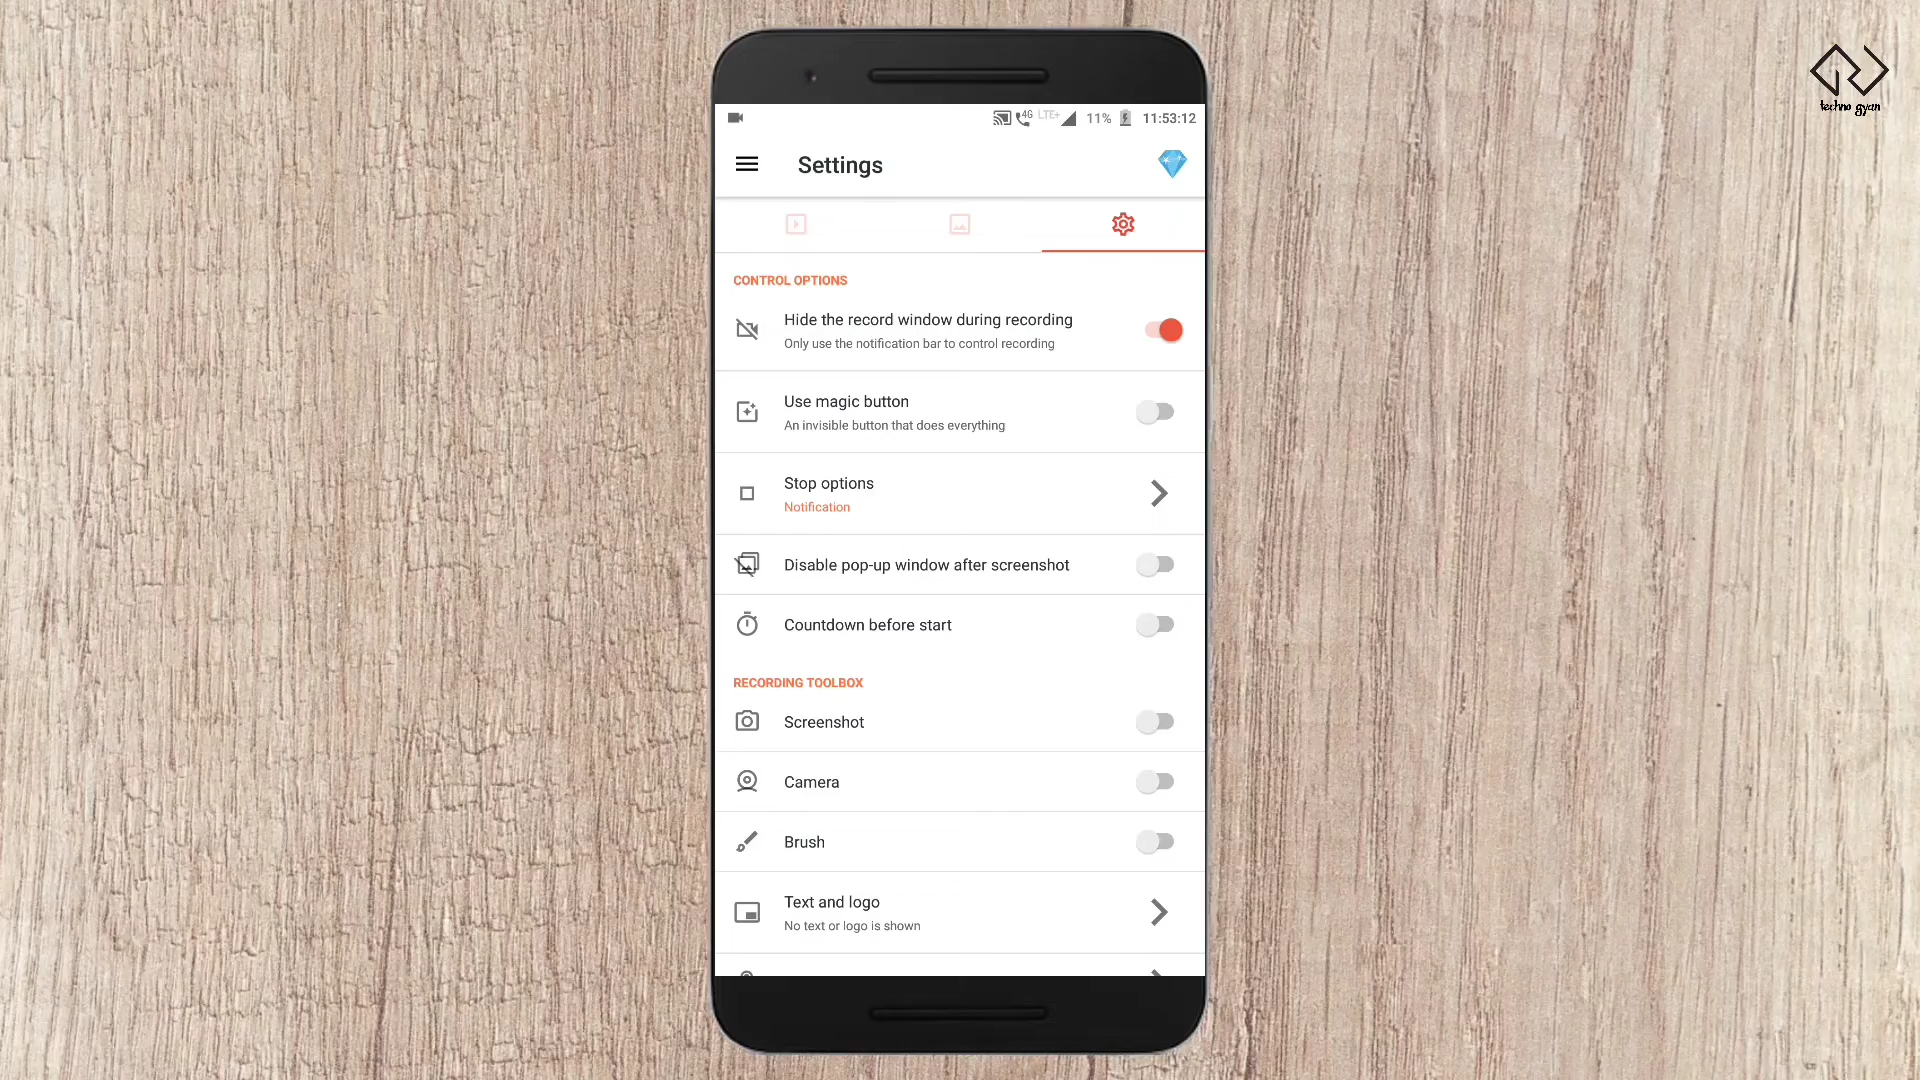 techno gyan
4G LTE+ 11% 11:53:12
Settings
CONTROL OPTIONS
Hide the record window during recording
Only use the notification bar to control recording
Use magic button
An invisible button that does everything
Stop options
Notification
Disable pop-up window after screenshot
Countdown before start
RECORDING TOOLBOX
Screenshot
Camera
Brush
Text and logo
No text or logo is shown